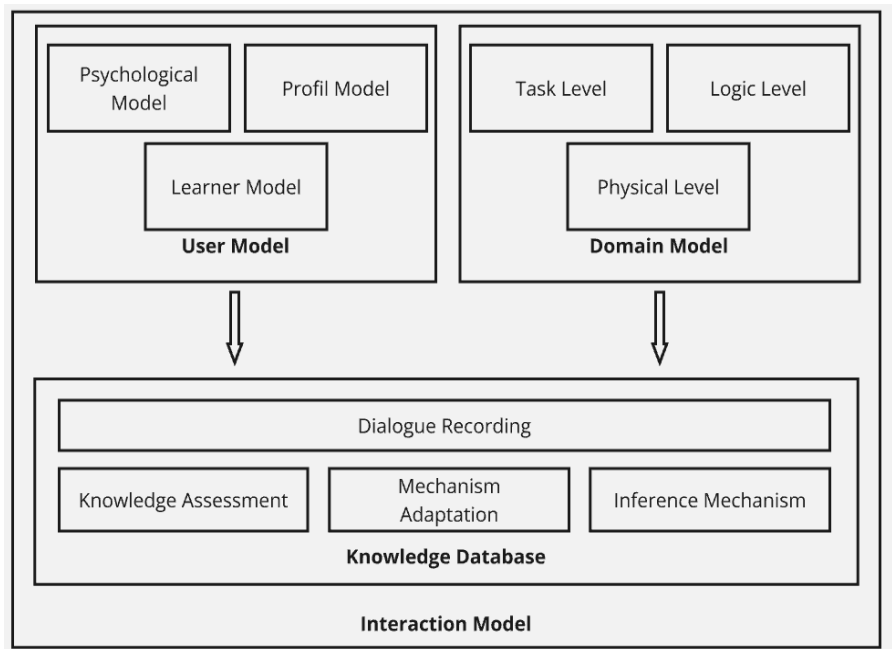 Psychological
Model
Profil Model
Learner Model
User Model
Task Level
Logic Level
Physical Level
Domain Model
Dialogue Recording
Knowledge Assessment
Mechanism
Adaptation
Inference Mechanism
Knowledge Database
Interaction Model